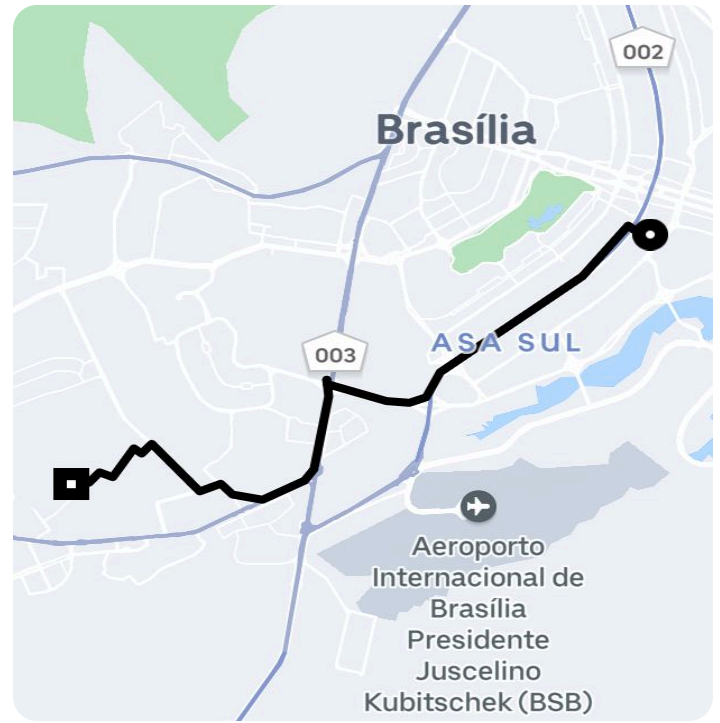 002
Brasília
ASA SUL
003
Aeroporto
Internacional de
Brasília
Presidente
Juscelino
Kubitschek (BSB)